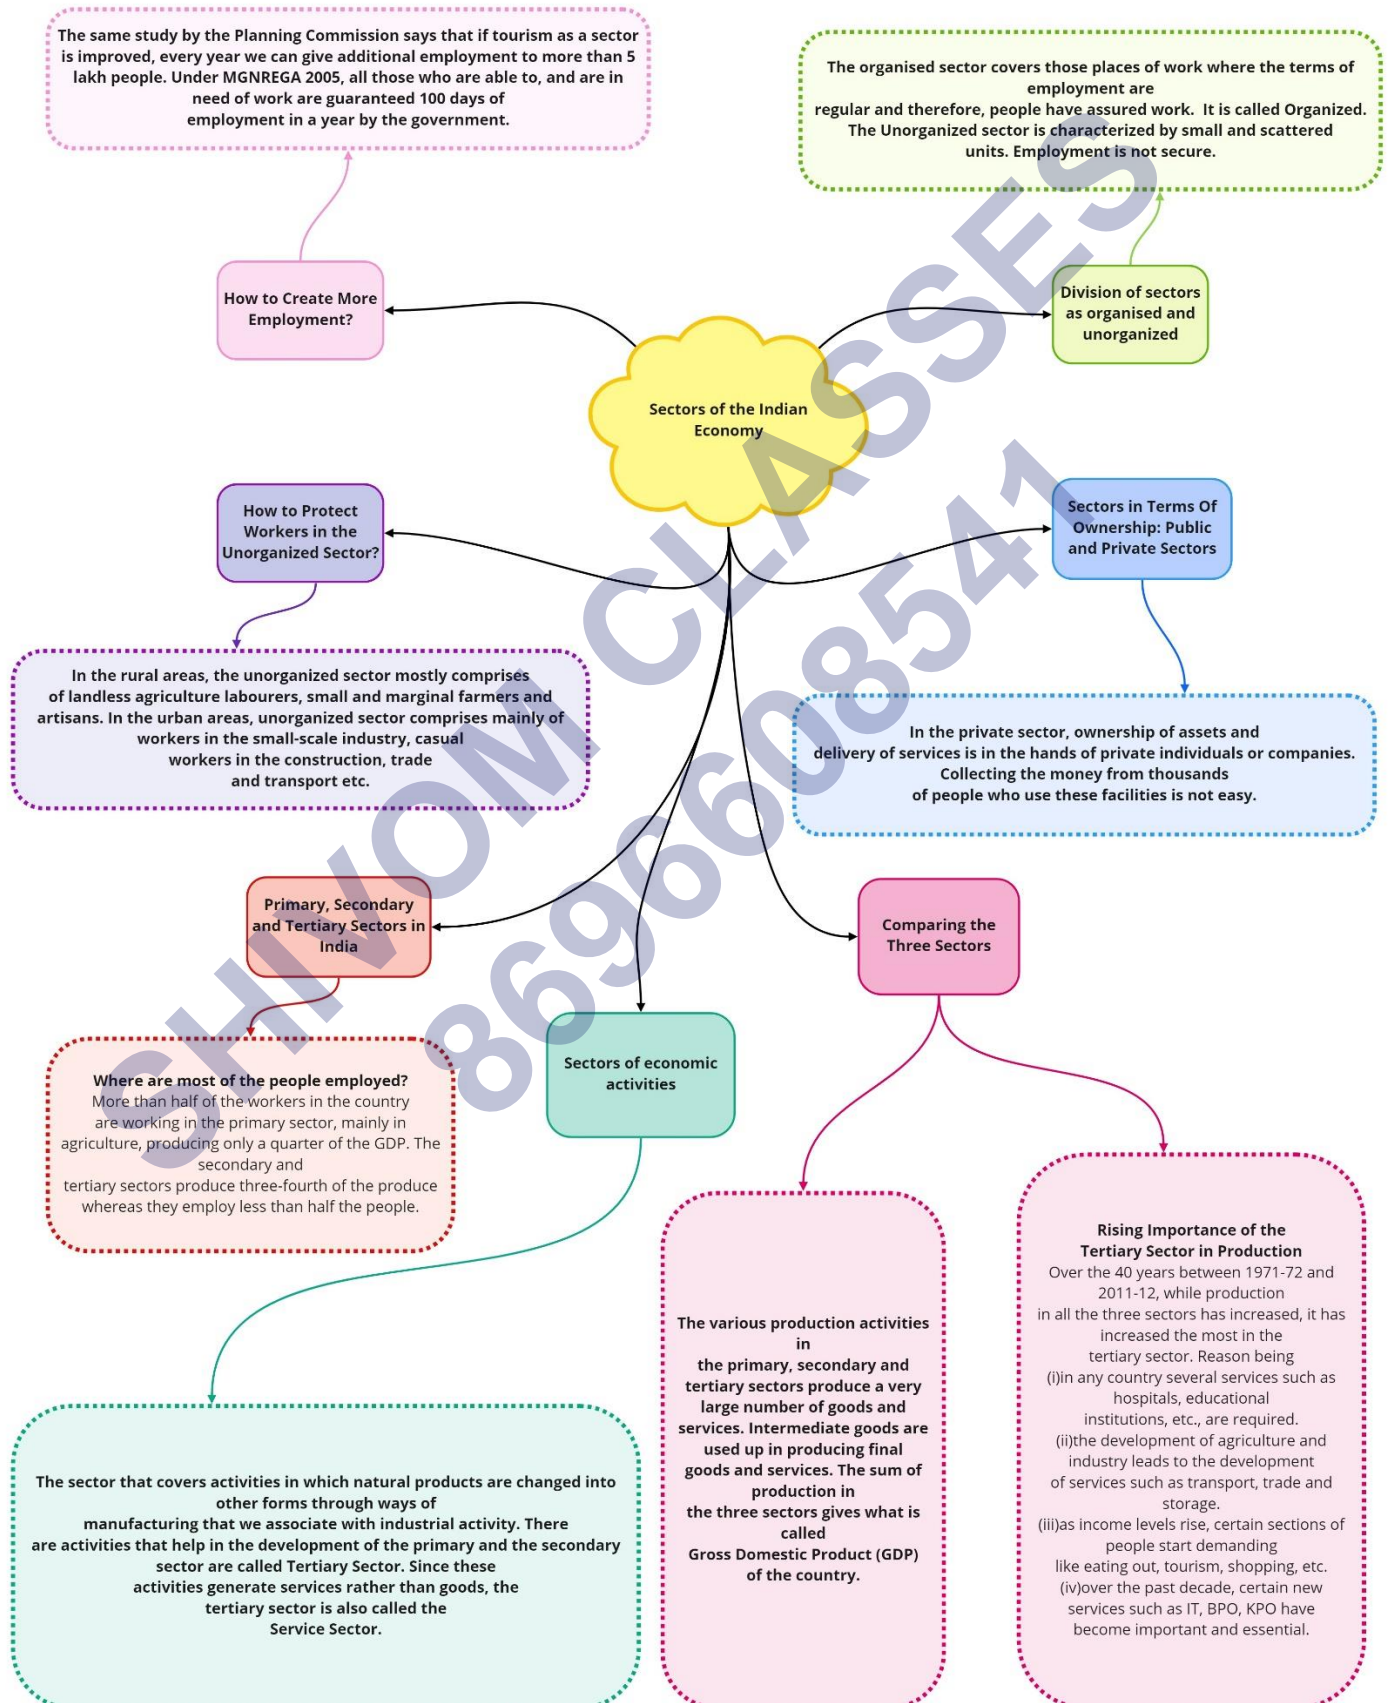 The same study by the Planning Commission says that if tourism as a sector
is improved, every year we can give additional employment to more than 5
lakh people. Under MGNREGA 2005, all those who are able to, and are in
need of work are guaranteed 100 days of
employment in a year by the government.
The organised sector covers those places of work where the terms of
employment are
regular and therefore, people have assured work. It is called Organized.
The Unorganized sector is characterized by small and scattered
units. Employment is not secure.
How to Create More
Employment?
Division of sectors
as organised and
unorganized
Sectors of the Indian
Economy
How to Protect
Workers in the
Unorganized Sector?
Sectors in Terms Of
Ownership: Public
and Private Sectors
In the rural areas, the unorganized sector mostly comprises
of landless agriculture labourers, small and marginal farmers and
artisans. In the urban areas, unorganized sector comprises mainly of
workers in the small-scale industry, casual
workers in the construction, trade
and transport etc.
In the private sector, ownership of assets and
delivery of services is in the hands of private individuals or companies.
Collecting the money from thousands
of people who use these facilities is not easy.
Primary, Secondary
and Tertiary Sectors in
India
Comparing the
Three Sectors
Where are most of the people employed?
More than half of the workers in the country
are working in the primary sector, mainly in
agriculture, producing only a quarter of the GDP. The
secondary and
tertiary sectors produce three-fourth of the produce
whereas they employ less than half the people.
Sectors of economic
activities
The sector that covers activities in which natural products are changed into
other forms through ways of
manufacturing that we associate with industrial activity. There
are activities that help in the development of the primary and the secondary
sector are called Tertiary Sector. Since these
activities generate services rather than goods, the
tertiary sector is also called the
Service Sector.
The various production activities
in
the primary, secondary and
tertiary sectors produce a very
large number of goods and
services. Intermediate goods are
used up in producing final
goods and services. The sum of
production in
the three sectors gives what is
called
Gross Domestic Product (GDP)
of the country.
Rising Importance of the
Tertiary Sector in Production
Over the 40 years between 1971-72 and
2011-12, while production
in all the three sectors has increased, it has
increased the most in the
tertiary sector. Reason being
(i)in any country several services such as
hospitals, educational
institutions, etc., are required.
(ii)the development of agriculture and
industry leads to the development
of services such as transport, trade and
storage.
(iii)as income levels rise, certain sections of
people start demanding
like eating out, tourism, shopping, etc.
(iv)over the past decade, certain new
services such as IT, BPO, KPO have
become important and essential.
SHIVOM CLASSES
8696608541